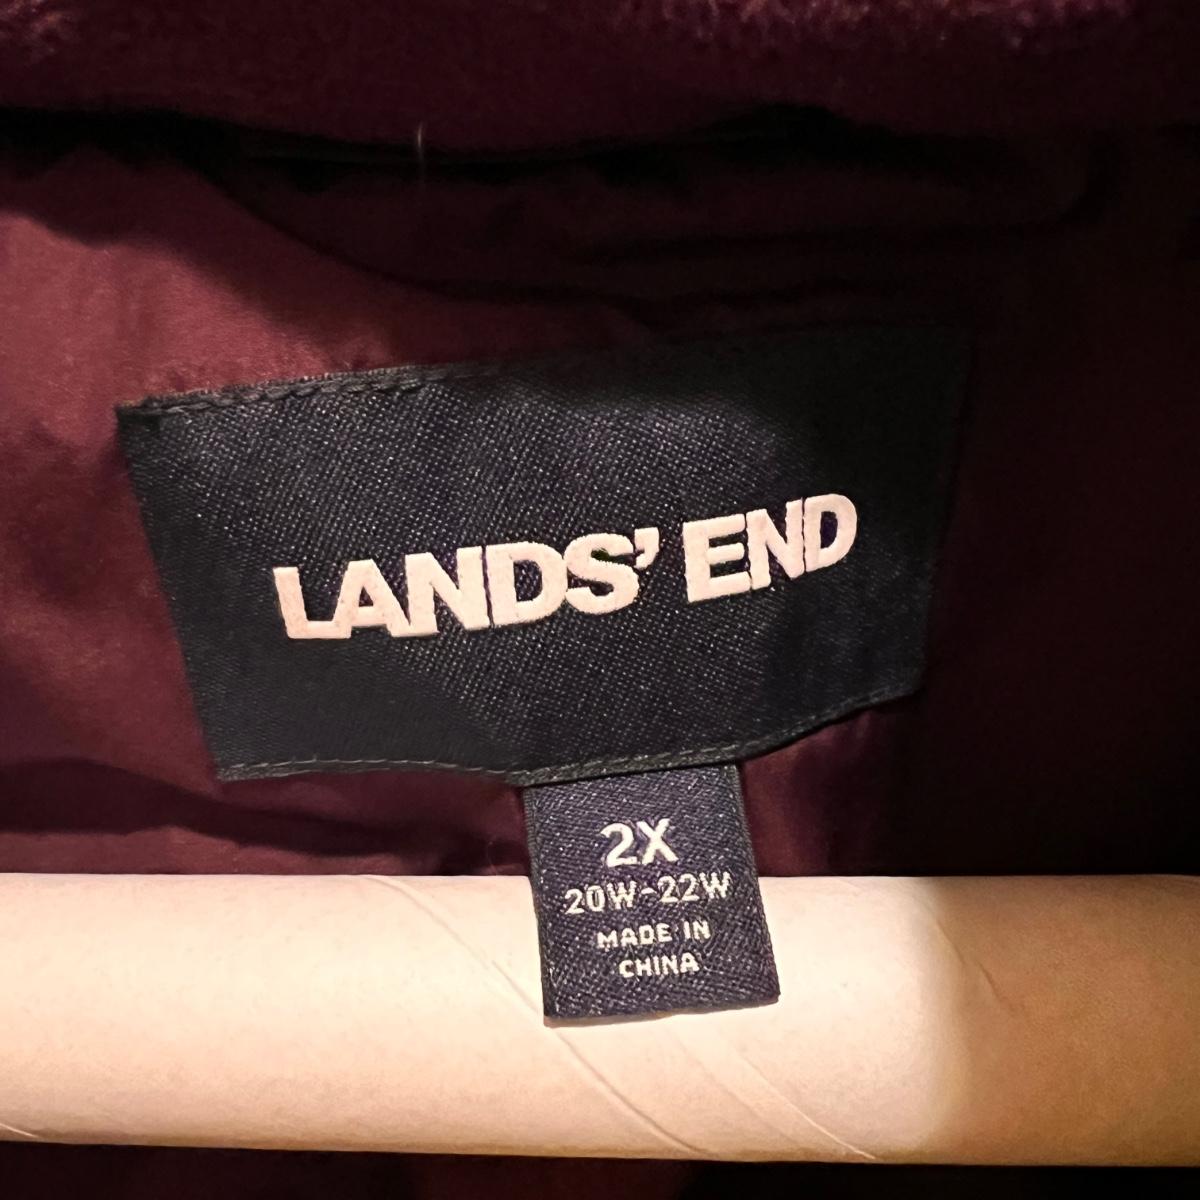 LANDS' END
2X
20W-22W
MADE IN
CHINA